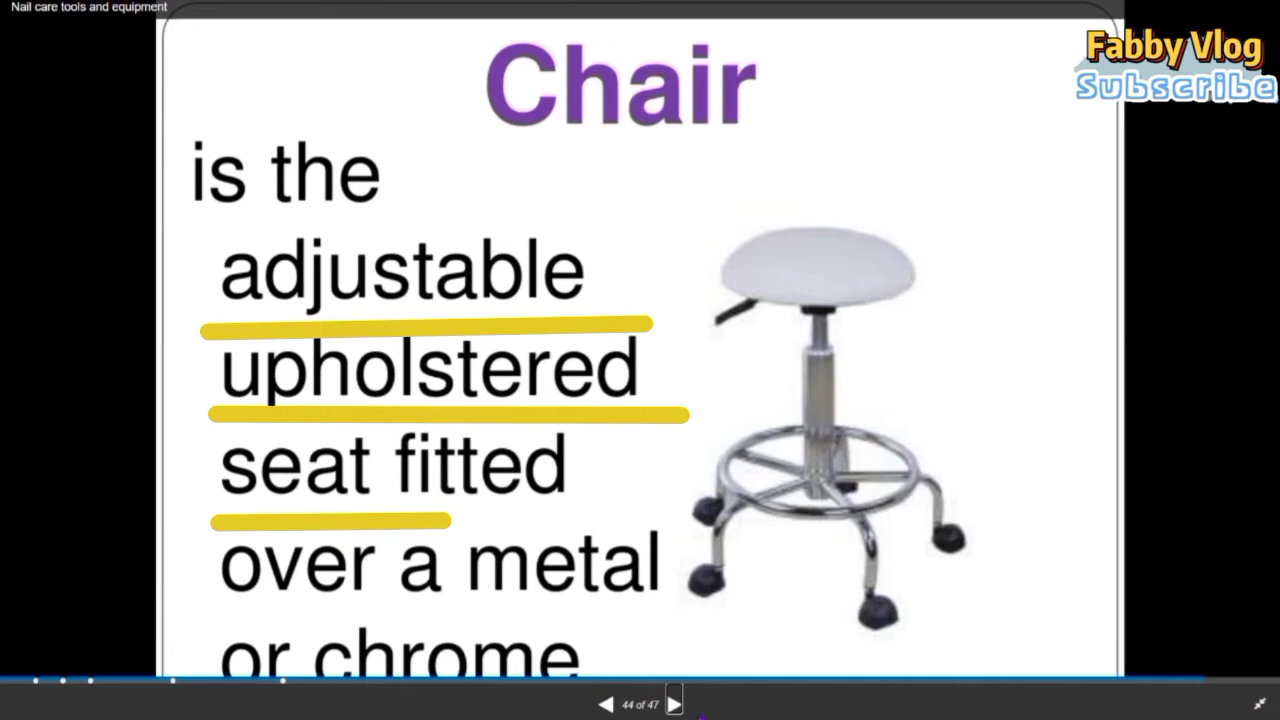 Nail care tools and equipment
Fabby Vlog
Subscribe
Chair
is the
adjustable
upholstered
seat fitted
over a metal
or chrome
44 of 47